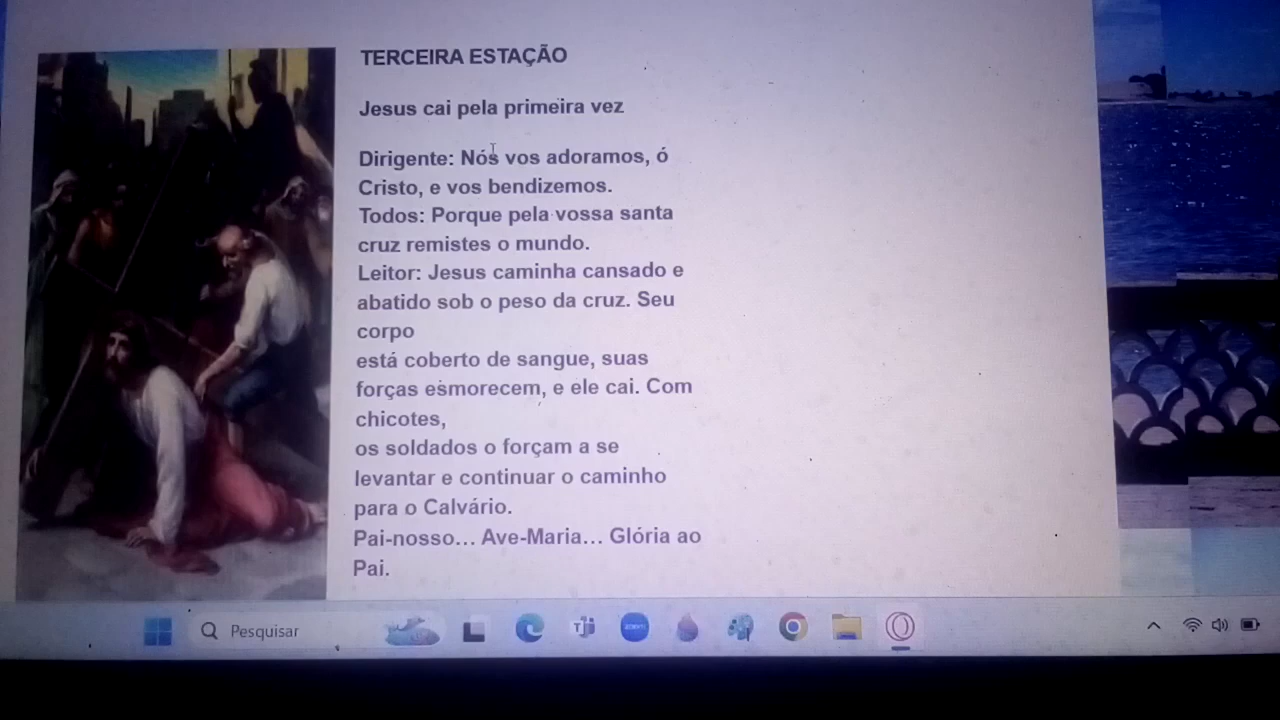 TERCEIRA ESTAÇÃO
Jesus cai pela primeira vez
Dirigente: Nós vos adoramos, ó
Cristo, e vos bendizemos.
Todos: Porque pela vossa santa
cruz remistes o mundo.
Leitor: Jesus caminha cansado e
abatido sob o peso da cruz. Seu
corpo
está coberto de sangue, suas
forças esmorecem, e ele cai. Com
chicotes,
os soldados o forçam a se
levantar e continuar o caminho
para o Calvário.
Pai-nosso... Ave-Maria... Glória ao
Pai.
Pesquisar